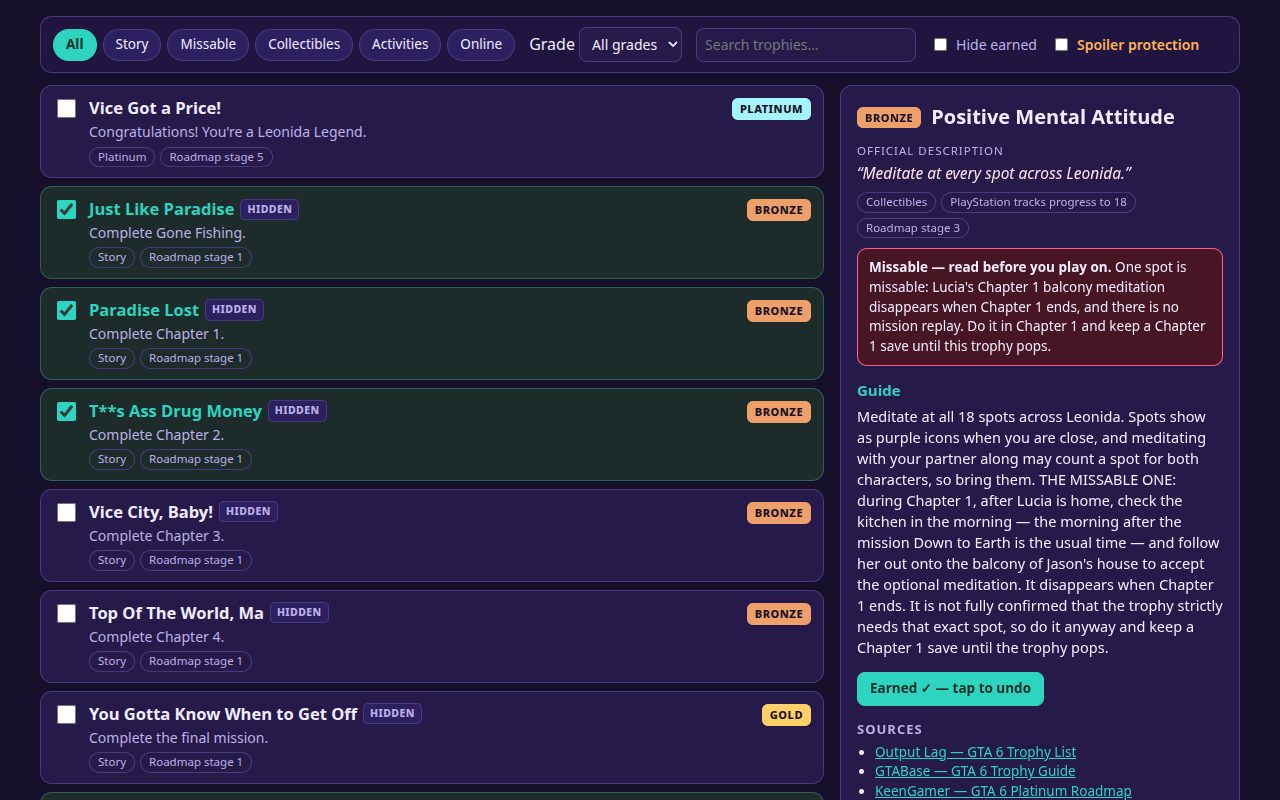 All Story Missable Collectibles Activities Online Grade All grades Search trophies... Hide earned Spoiler protection
Vice Got a Price! PLATINUM
Congratulations! You're a Leonida Legend.
Platinum Roadmap stage 5
Just Like Paradise HIDDEN BRONZE
Complete Gone Fishing.
Story Roadmap stage 1
Paradise Lost HIDDEN BRONZE
Complete Chapter 1.
Story Roadmap stage 1
T**s Ass Drug Money HIDDEN BRONZE
Complete Chapter 2.
Story Roadmap stage 1
Vice City, Baby! HIDDEN BRONZE
Complete Chapter 3.
Story Roadmap stage 1
Top Of The World, Ma HIDDEN BRONZE
Complete Chapter 4.
Story Roadmap stage 1
You Gotta Know When to Get Off HIDDEN GOLD
Complete the final mission.
Story Roadmap stage 1
BRONZE Positive Mental Attitude
OFFICIAL DESCRIPTION
“Meditate at every spot across Leonida.”
Collectibles PlayStation tracks progress to 18
Roadmap stage 3
Missable — read before you play on. One spot is
missable: Lucia's Chapter 1 balcony meditation
disappears when Chapter 1 ends, and there is no
mission replay. Do it in Chapter 1 and keep a Chapter
1 save until this trophy pops.
Guide
Meditate at all 18 spots across Leonida. Spots show
as purple icons when you are close, and meditating
with your partner along may count a spot for both
characters, so bring them. THE MISSABLE ONE:
during Chapter 1, after Lucia is home, check the
kitchen in the morning — the morning after the
mission Down to Earth is the usual time — and follow
her out onto the balcony of Jason's house to accept
the optional meditation. It disappears when Chapter
1 ends. It is not fully confirmed that the trophy strictly
needs that exact spot, so do it anyway and keep a
Chapter 1 save until the trophy pops.
Earned ✓ — tap to undo
SOURCES
Output Lag — GTA 6 Trophy List
GTABase — GTA 6 Trophy Guide
KeenGamer — GTA 6 Platinum Roadmap